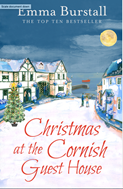 Emma Burstall
THE TOP TEN BESTSELLER
Christmas
at the Cornish
Guest House